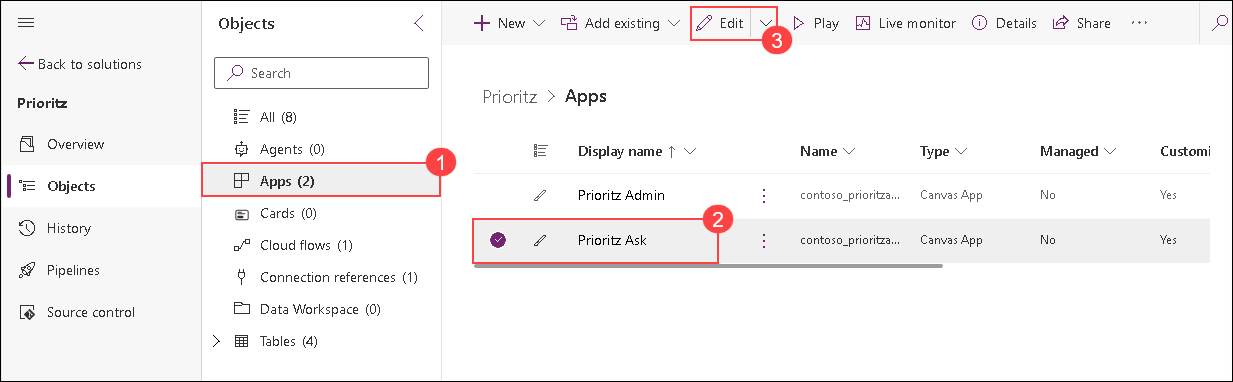 Back to solutions
Prioritz
Overview
Objects
History
Pipelines
Source control
Objects
Search
All (8)
Agents (0)
Apps (2)
1
Cards (0)
Cloud flows (1)
Connection references (1)
Data Workspace (0)
Tables (4)
New Add existing Edit Play Live monitor Details Share ···
3
Prioritz > Apps
Display name ↑ Name Type Managed Customi
Prioritz Admin contoso_prioritza... Canvas App No Yes
2
Prioritz Ask contoso_prioritza... Canvas App No Yes